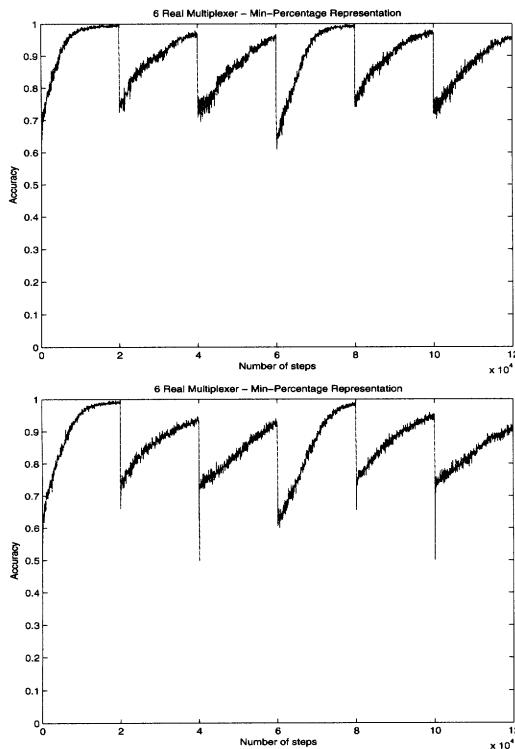 6 Real Multiplexer – Min–Percentage Representation
1
0.9
0.8
0.7
0.6
0.5
0.4
0.3
0.2
0.1
0
Accuracy
0 2 4 6 8 10 12
Number of steps
x 10^4
6 Real Multiplexer – Min–Percentage Representation
1
0.9
0.8
0.7
0.6
0.5
0.4
0.3
0.2
0.1
0
Accuracy
0 2 4 6 8 10 12
Number of steps
x 10^4